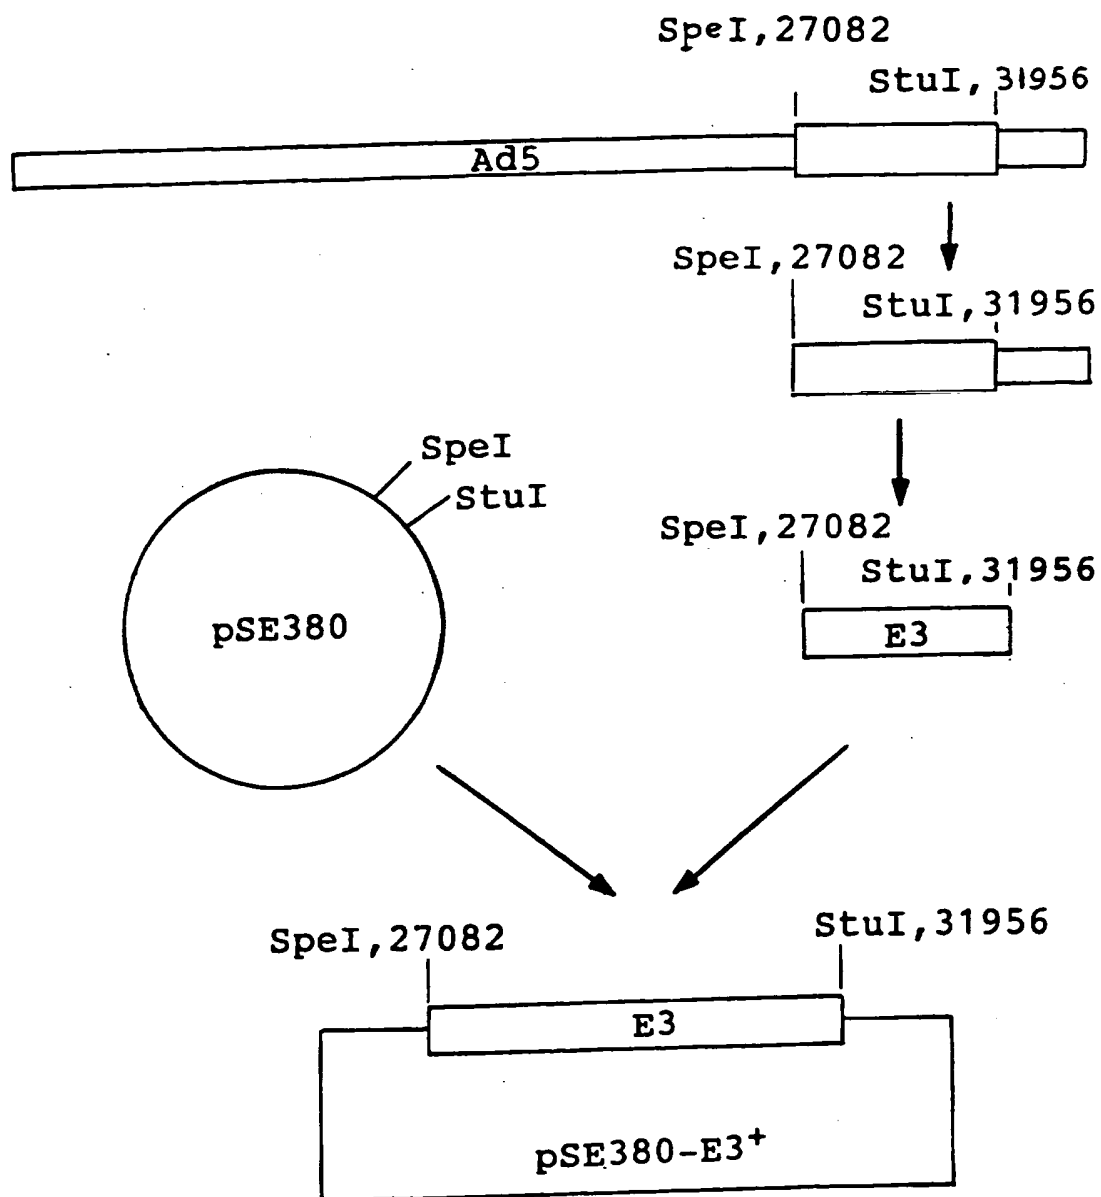 SpeI,27082
StuI, 31956
Ad5
SpeI,27082
StuI,31956
SpeI
StuI
SpeI,27082
StuI,31956
pSE380
E3
SpeI,27082
StuI,31956
E3
pSE380-E3+